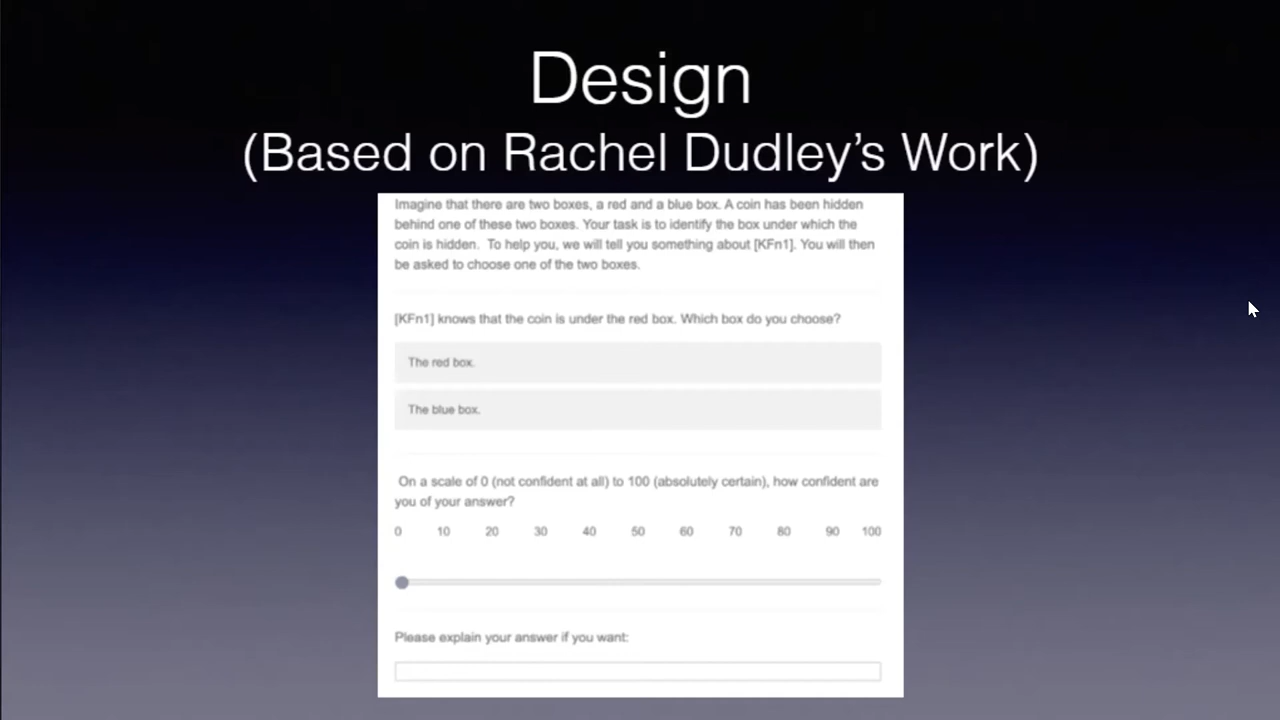 Design
(Based on Rachel Dudley’s Work)
Imagine that there are two boxes, a red and a blue box. A coin has been hidden
behind one of these two boxes. Your task is to identify the box under which the
coin is hidden.  To help you, we will tell you something about [KFn1]. You will then
be asked to choose one of the two boxes.
[KFn1] knows that the coin is under the red box. Which box do you choose?
The red box.
The blue box.
On a scale of 0 (not confident at all) to 100 (absolutely certain), how confident are
you of your answer?
0 10 20 30 40 50 60 70 80 90 100
Please explain your answer if you want: